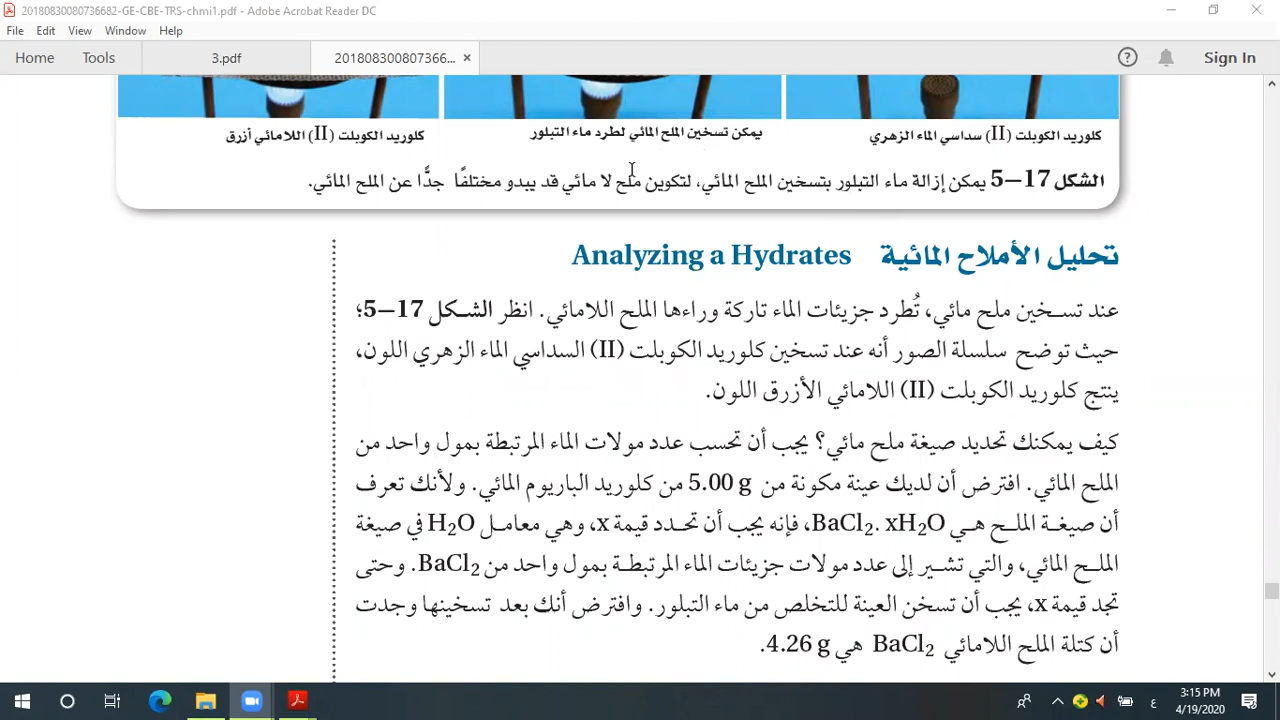 20180830080736682-GE-CBE-TRS-chmi1.pdf - Adobe Acrobat Reader DC
File Edit View Window Help
Home Tools 3.pdf 201808300807366... × ? Sign In
كلوريد الكوبلت (II) سداسي الماء الزهري
يمكن تسخين الملح المائي لطرد ماء التبلور
كلوريد الكوبلت (II) اللامائي أزرق
الشكل 17–5 يمكن إزالة ماء التبلور بتسخين الملح المائي، لتكوين ملح لا مائي قد يبدو مختلفًا جدًّا عن الملح المائي.
تحليل الأملاح المائية Analyzing a Hydrates
عند تسخين ملح مائي، تُطرد جزيئات الماء تاركة وراءها الملح اللامائي. انظر الشكل 17–5؛
حيث توضح سلسلة الصور أنه عند تسخين كلوريد الكوبلت (II) السداسي الماء الزهري اللون،
ينتج كلوريد الكوبلت (II) اللامائي الأزرق اللون.
كيف يمكنك تحديد صيغة ملح مائي؟ يجب أن تحسب عدد مولات الماء المرتبطة بمول واحد من
الملح المائي. افترض أن لديك عينة مكونة من 5.00 g من كلوريد الباريوم المائي. ولأنك تعرف
أن صيغة الملح هي BaCl₂. xH₂O، فإنه يجب أن تحدد قيمة x، وهي معامل H₂O في صيغة
الملح المائي، والتي تشير إلى عدد مولات جزيئات الماء المرتبطة بمول واحد من BaCl₂. وحتى
تجد قيمة x، يجب أن تسخن العينة للتخلص من ماء التبلور. وافترض أنك بعد تسخينها وجدت
أن كتلة الملح اللامائي BaCl₂ هي 4.26 g.
ع 3:15 PM
4/19/2020